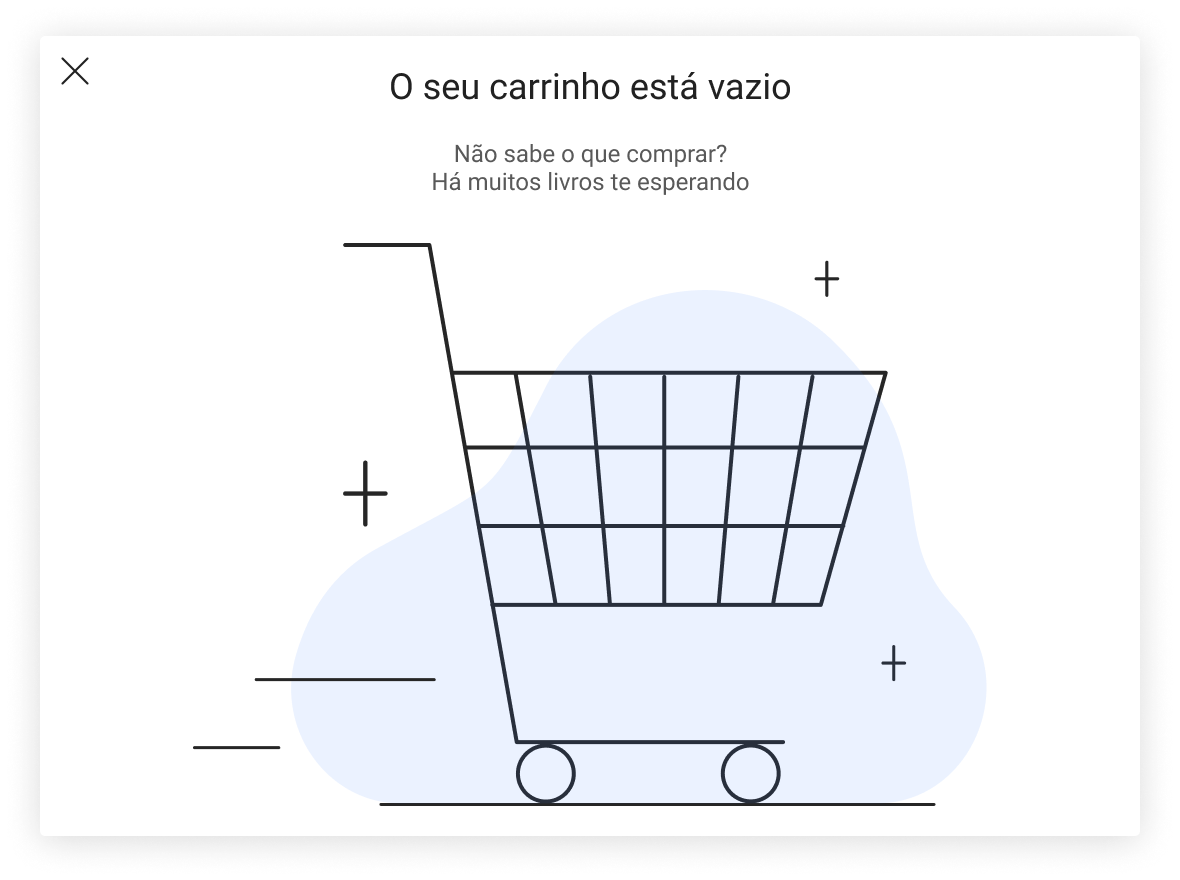 O seu carrinho está vazio
Não sabe o que comprar?
Há muitos livros te esperando